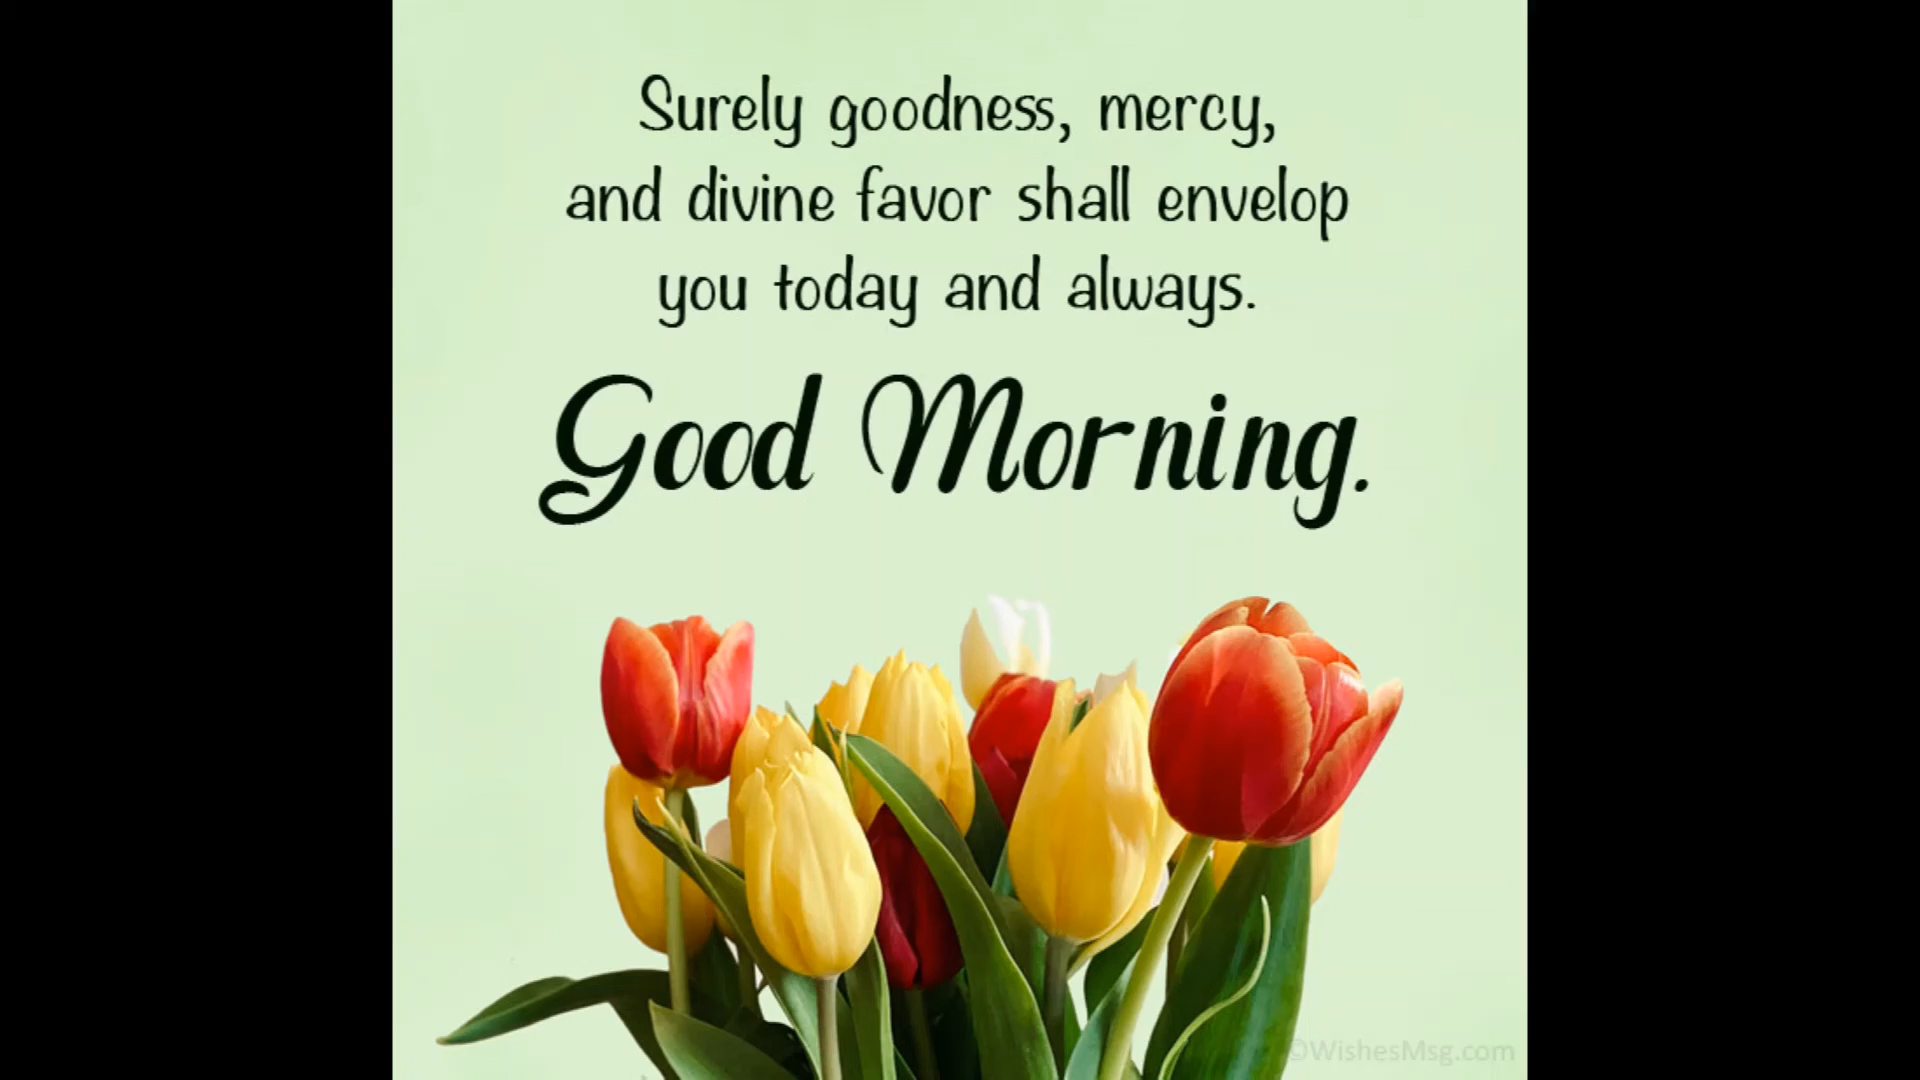 Surely goodness, mercy,
and divine favor shall envelop
you today and always.
Good Morning.
©WishesMsg.com